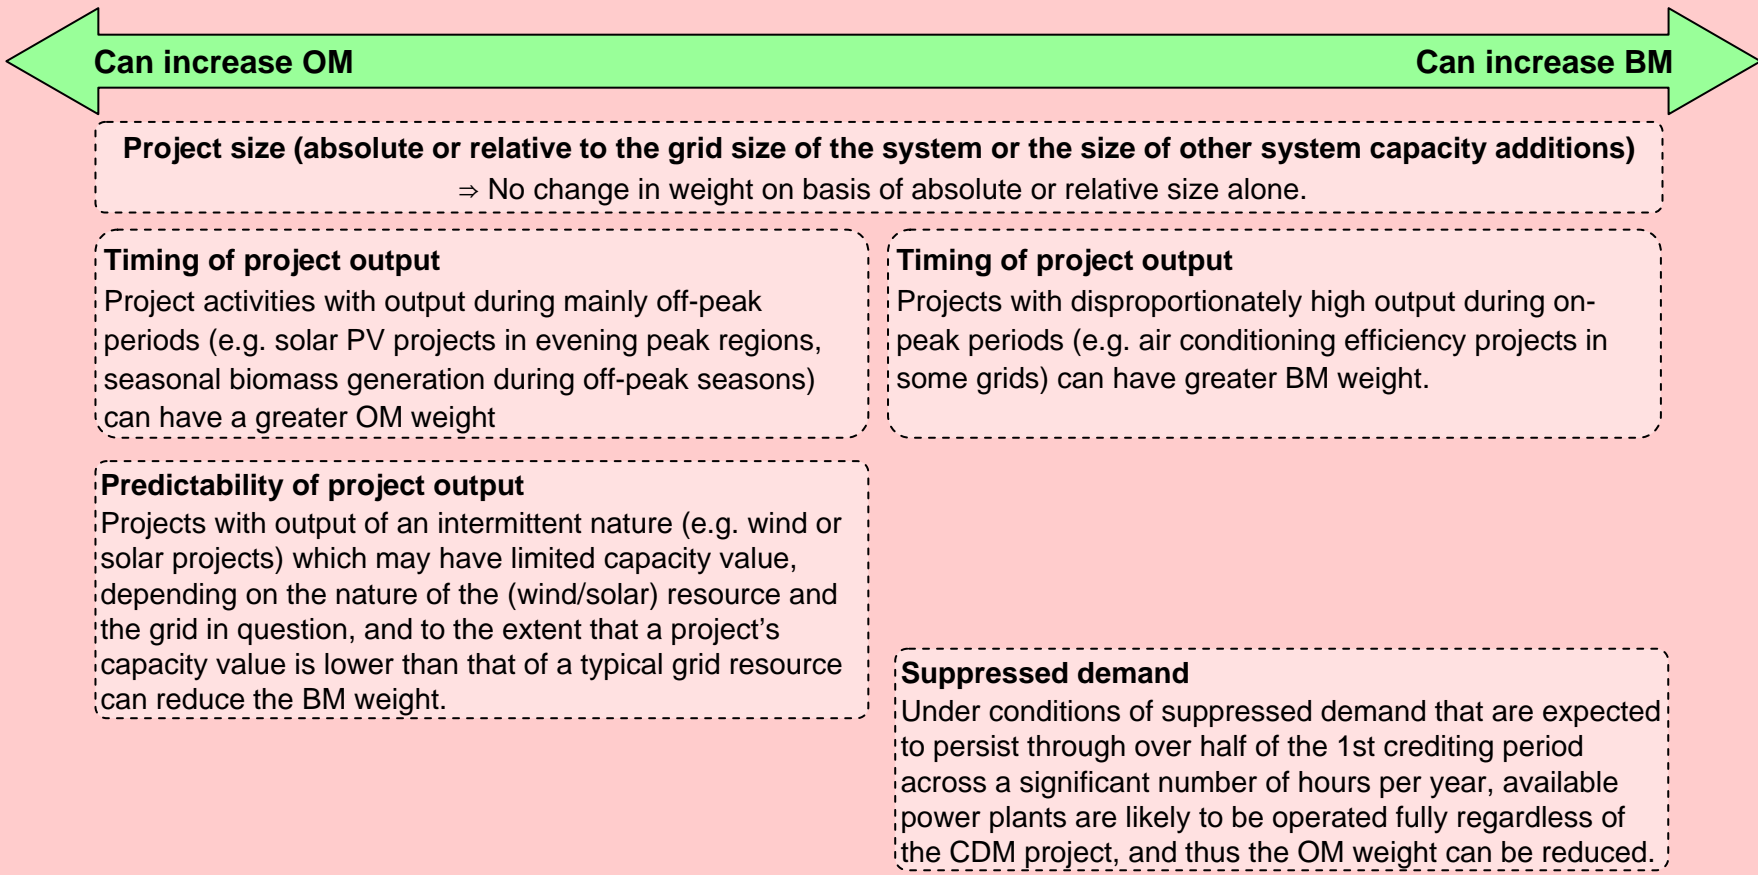 Can increase OM
Can increase BM
Project size (absolute or relative to the grid size of the system or the size of other system capacity additions)
⇒ No change in weight on basis of absolute or relative size alone.
Timing of project output
Project activities with output during mainly off-peak
periods (e.g. solar PV projects in evening peak regions,
seasonal biomass generation during off-peak seasons)
can have a greater OM weight
Timing of project output
Projects with disproportionately high output during on-
peak periods (e.g. air conditioning efficiency projects in
some grids) can have greater BM weight.
Predictability of project output
Projects with output of an intermittent nature (e.g. wind or
solar projects) which may have limited capacity value,
depending on the nature of the (wind/solar) resource and
the grid in question, and to the extent that a project’s
capacity value is lower than that of a typical grid resource
can reduce the BM weight.
Suppressed demand
Under conditions of suppressed demand that are expected
to persist through over half of the 1st crediting period
across a significant number of hours per year, available
power plants are likely to be operated fully regardless of
the CDM project, and thus the OM weight can be reduced.